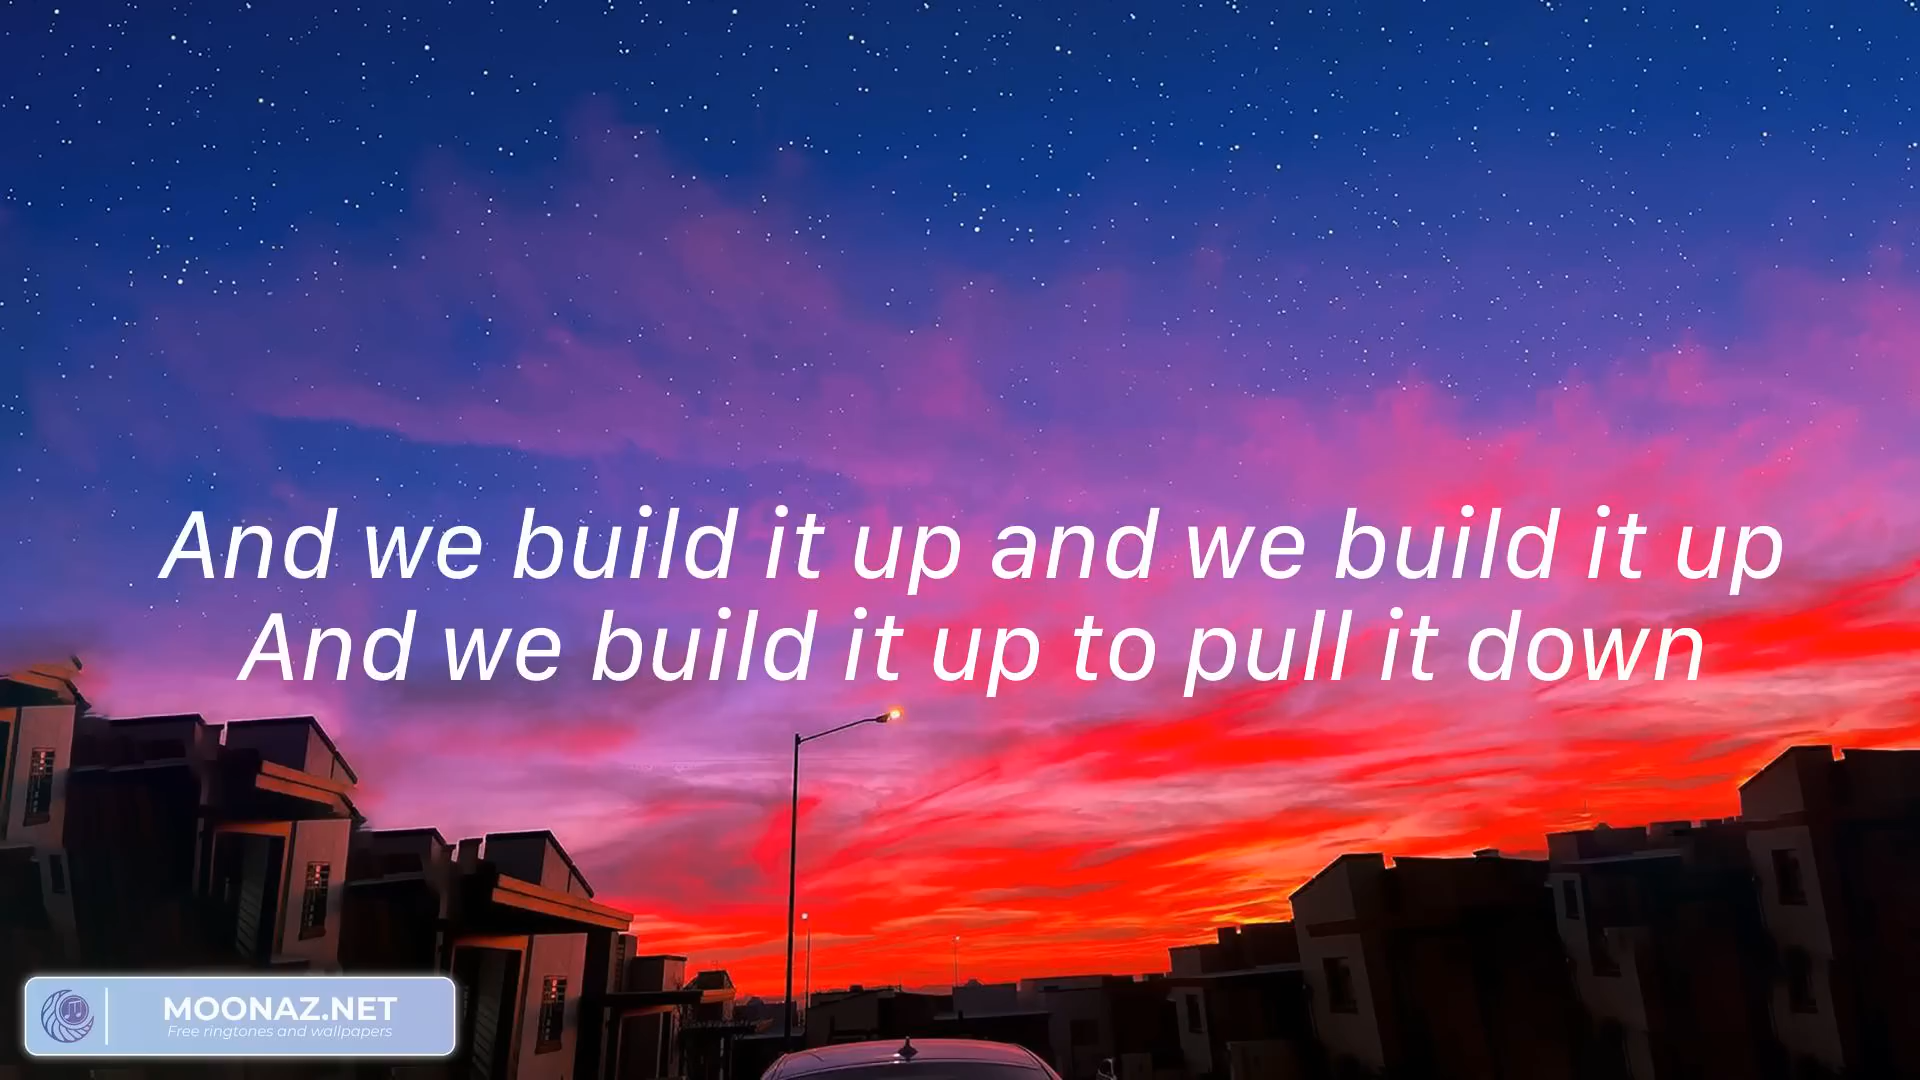 And we build it up and we build it up
And we build it up to pull it down
MOONAZ.NET
Free ringtones and wallpapers